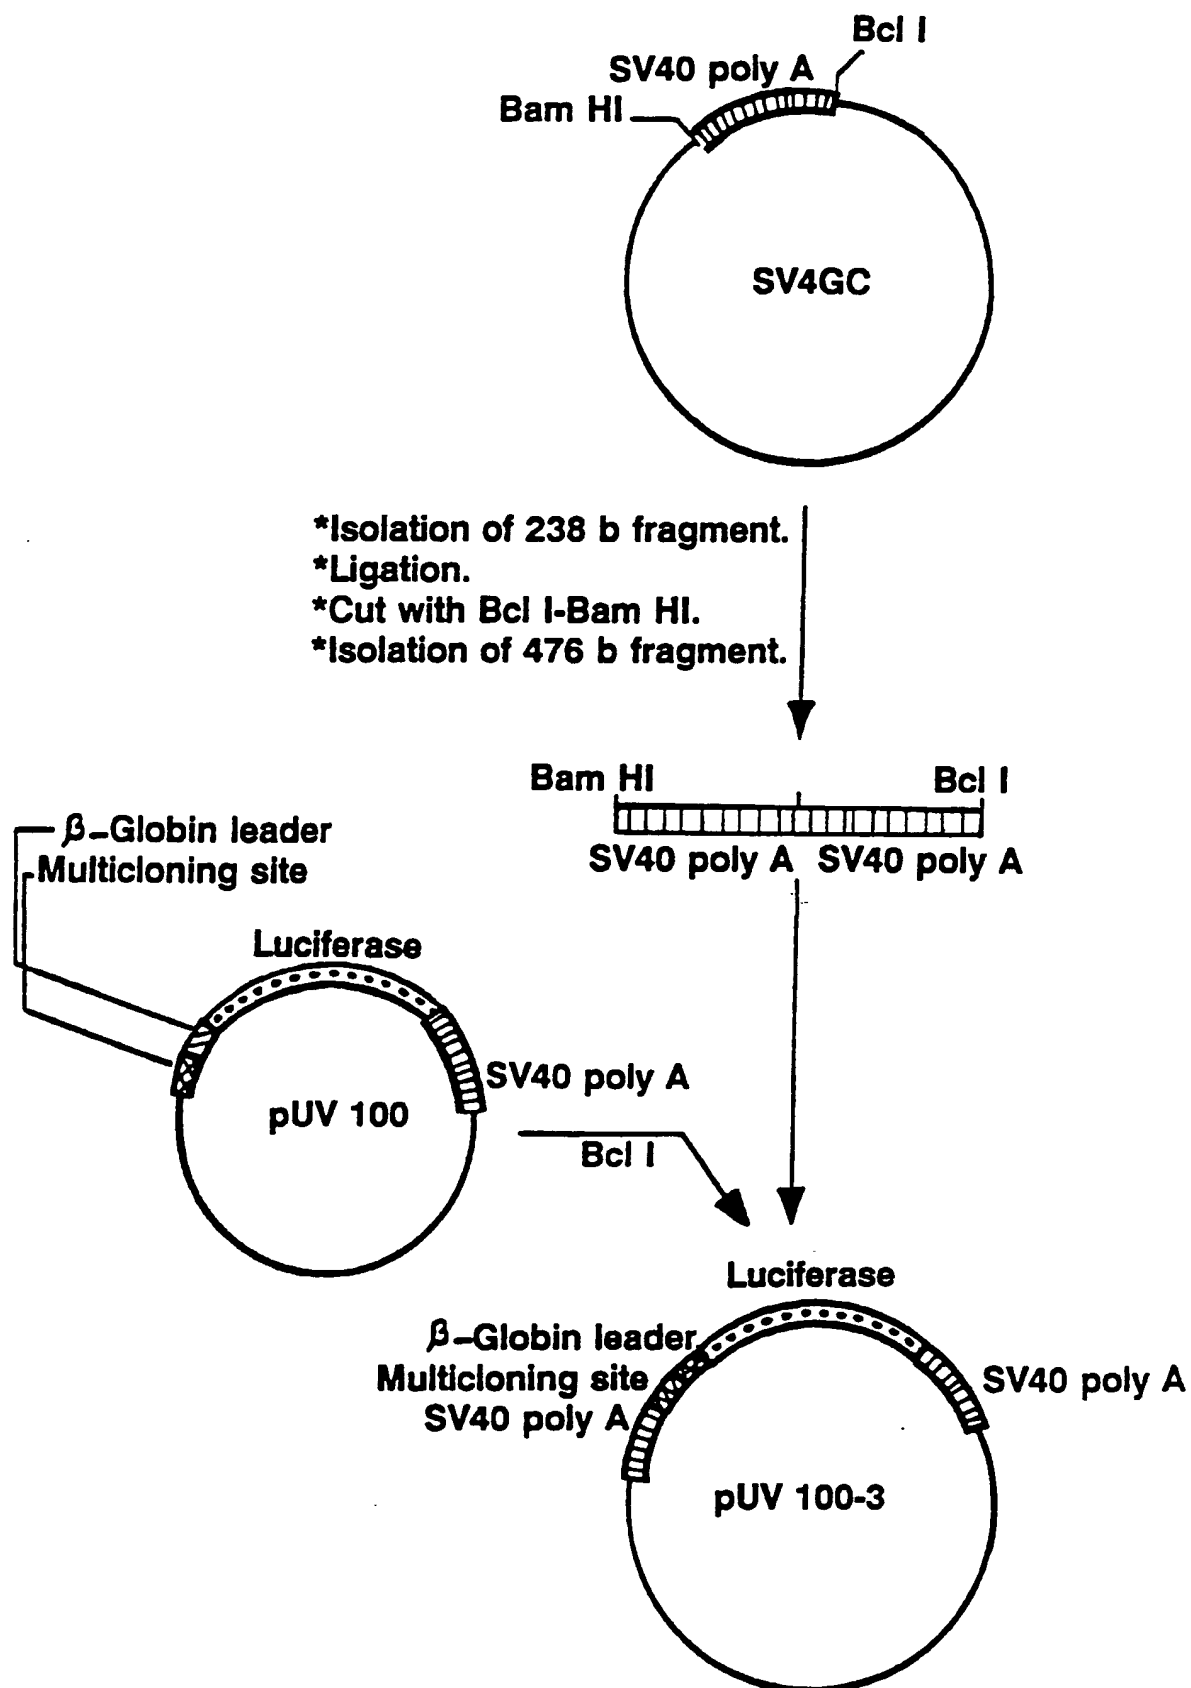 Bcl I
SV40 poly A
Bam HI
SV4GC
*Isolation of 238 b fragment.
*Ligation.
*Cut with Bcl I-Bam HI.
*Isolation of 476 b fragment.
Bam HI
Bcl I
SV40 poly A SV40 poly A
β-Globin leader
Multicloning site
Luciferase
SV40 poly A
pUV 100
Bcl I
Luciferase
β-Globin leader
Multicloning site
SV40 poly A
SV40 poly A
pUV 100-3